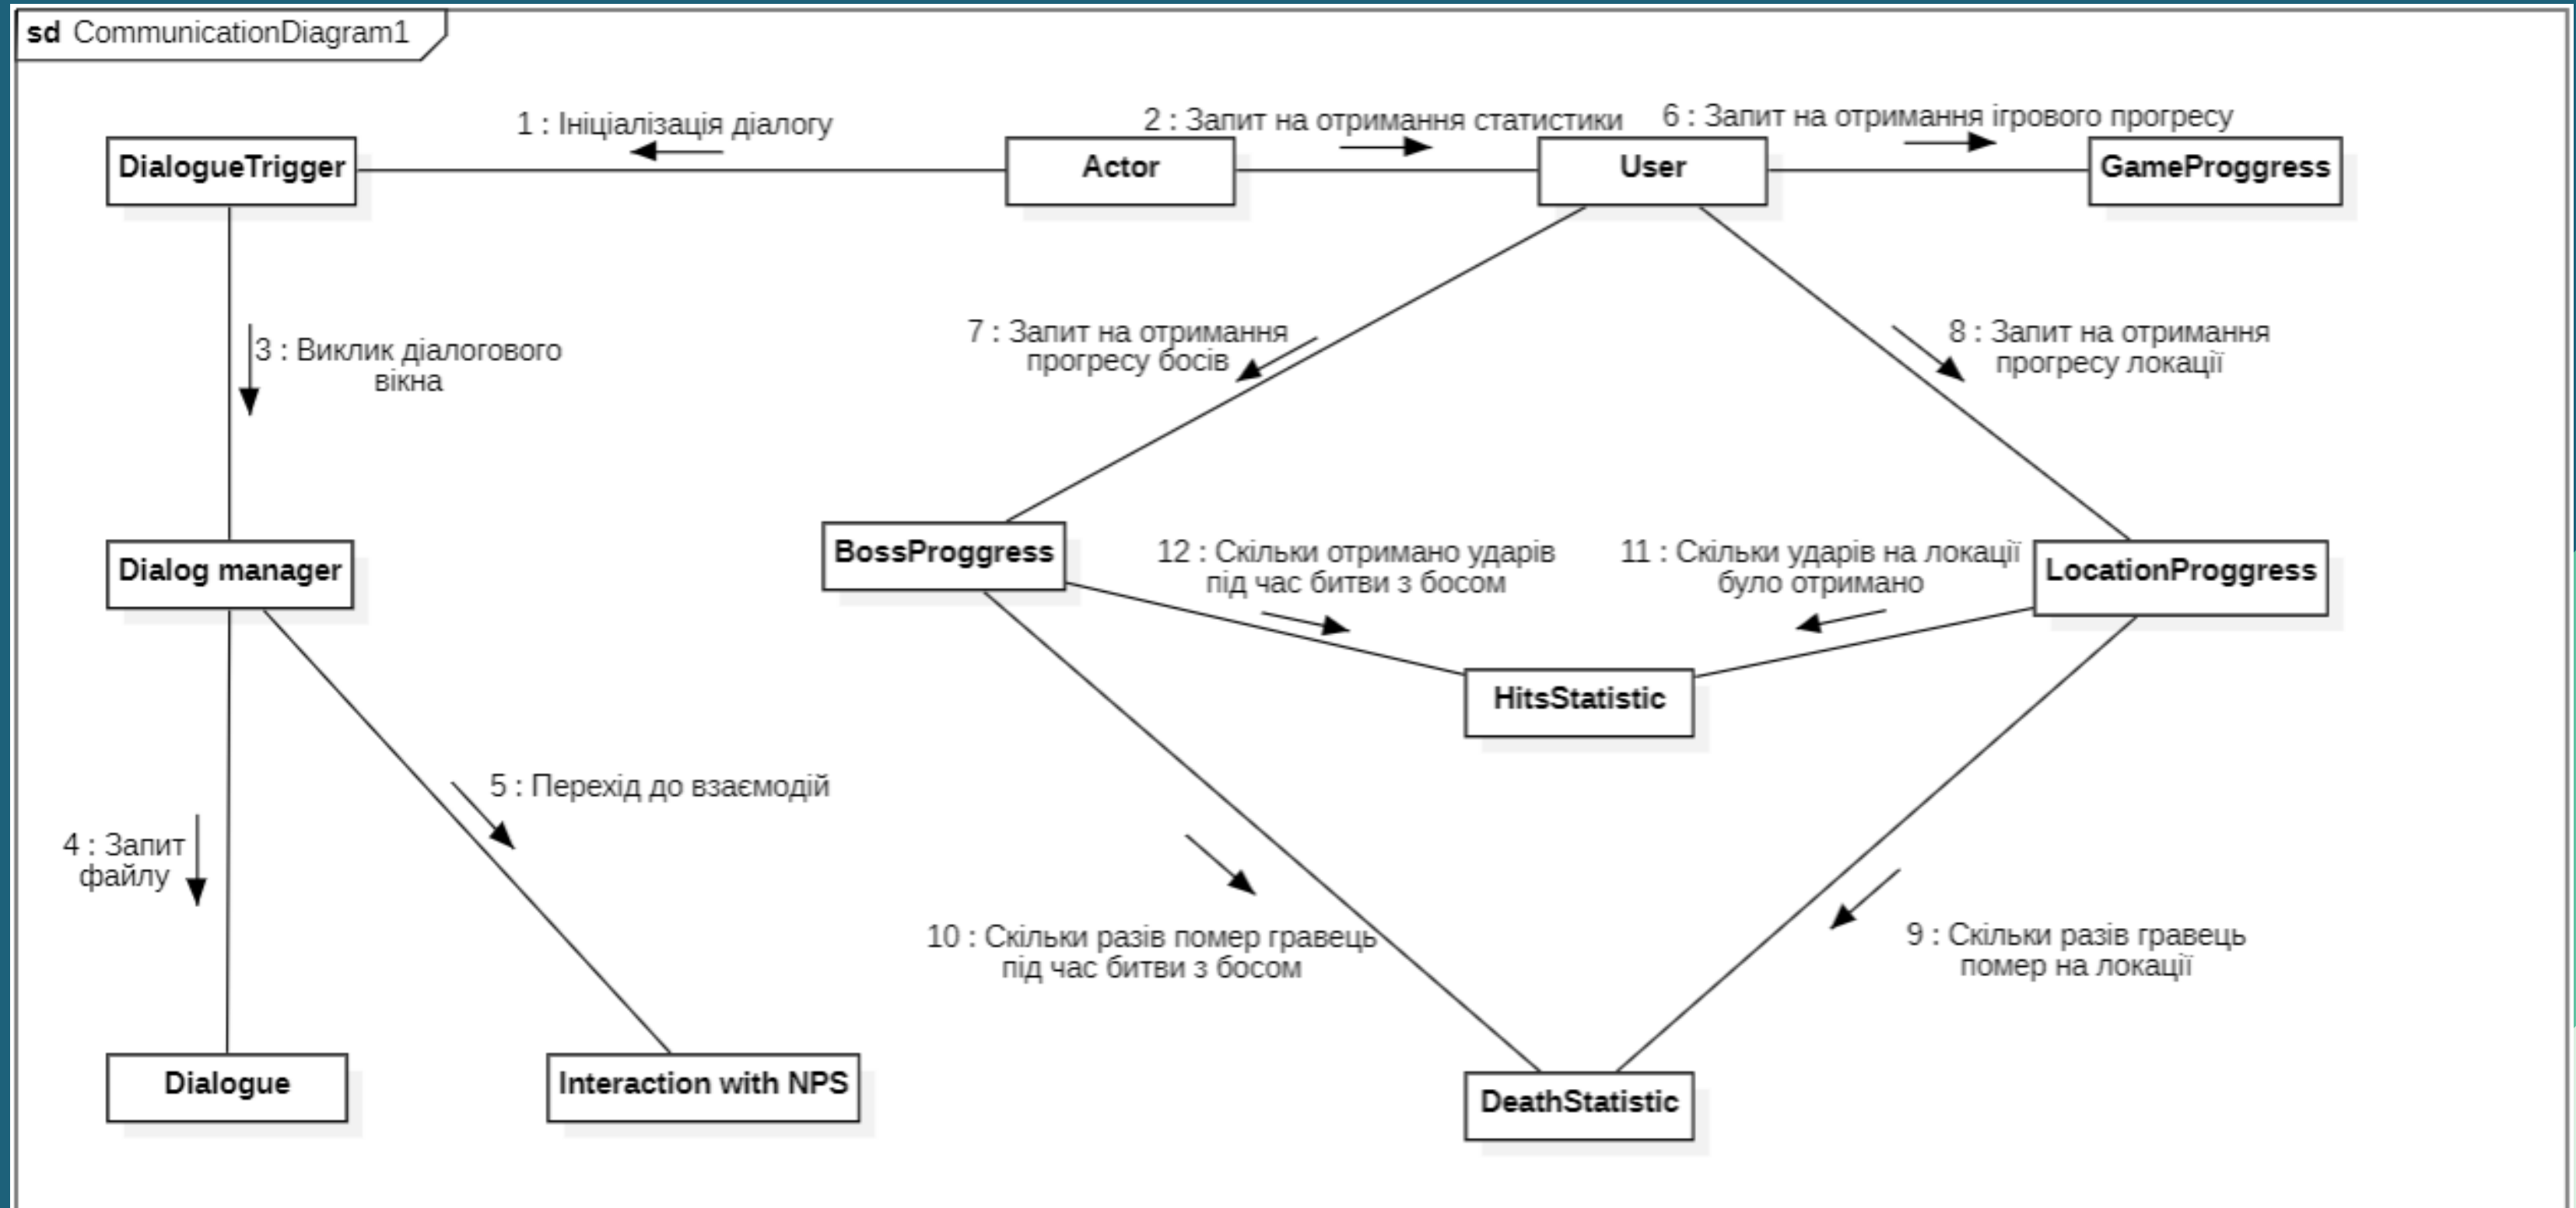 sd CommunicationDiagram1
1 : Ініціалізація діалогу
2 : Запит на отримання статистики
6 : Запит на отримання ігрового прогресу
DialogueTrigger
Actor
User
GameProggress
3 : Виклик діалогового
вікна
7 : Запит на отримання
прогресу босів
8 : Запит на отримання
прогресу локації
Dialog manager
BossProggress
12 : Скільки отримано ударів
під час битви з босом
11 : Скільки ударів на локації
було отримано
LocationProggress
HitsStatistic
5 : Перехід до взаємодій
4 : Запит
файлу
10 : Скільки разів помер гравець
під час битви з босом
9 : Скільки разів гравець
помер на локації
Dialogue
Interaction with NPS
DeathStatistic